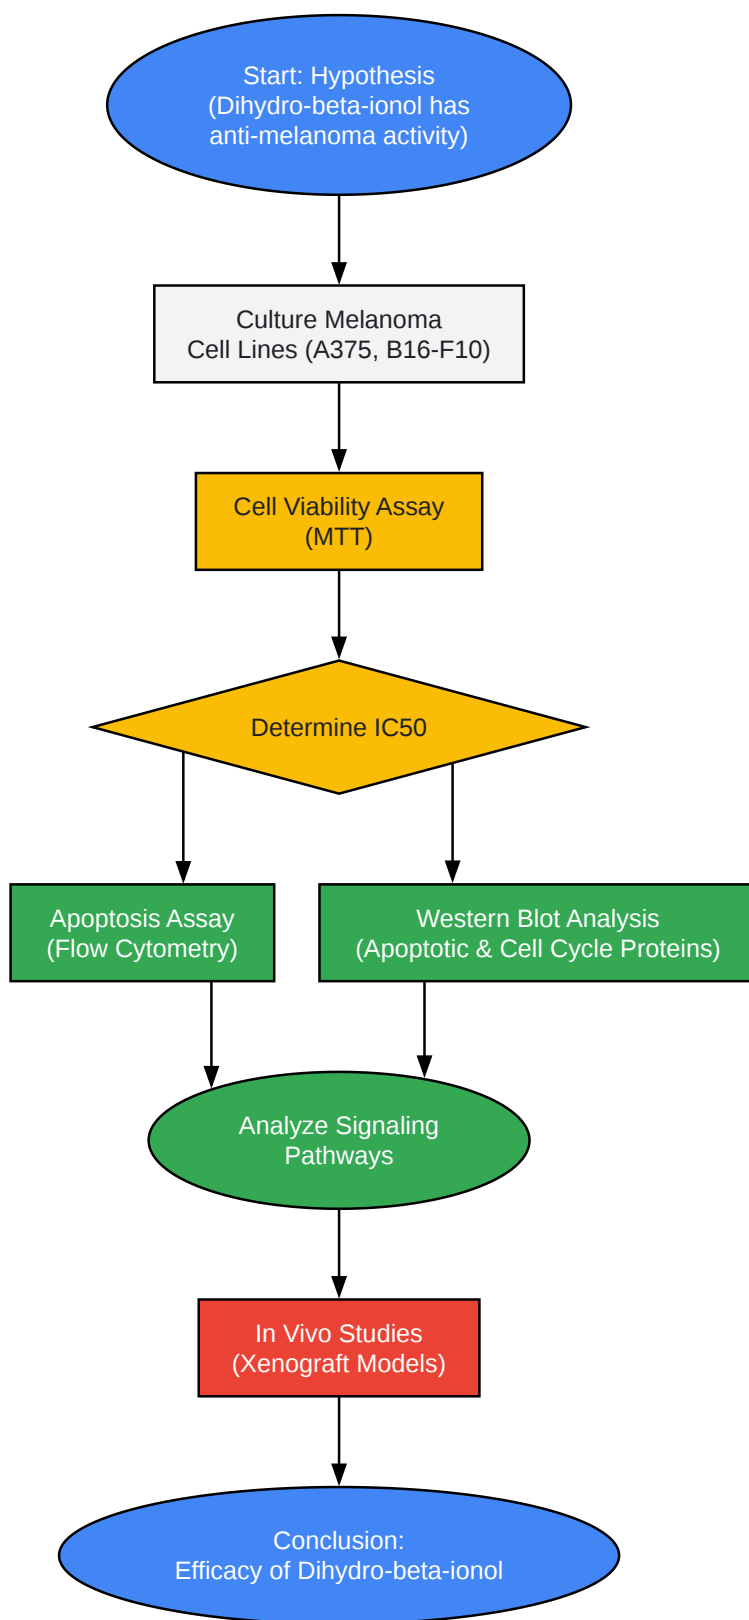 Start: Hypothesis
(Dihydro-beta-ionol has
anti-melanoma activity)
Culture Melanoma
Cell Lines (A375, B16-F10)
Cell Viability Assay
(MTT)
Determine IC50
Apoptosis Assay
(Flow Cytometry)
Western Blot Analysis
(Apoptotic & Cell Cycle Proteins)
Analyze Signaling
Pathways
In Vivo Studies
(Xenograft Models)
Conclusion:
Efficacy of Dihydro-beta-ionol